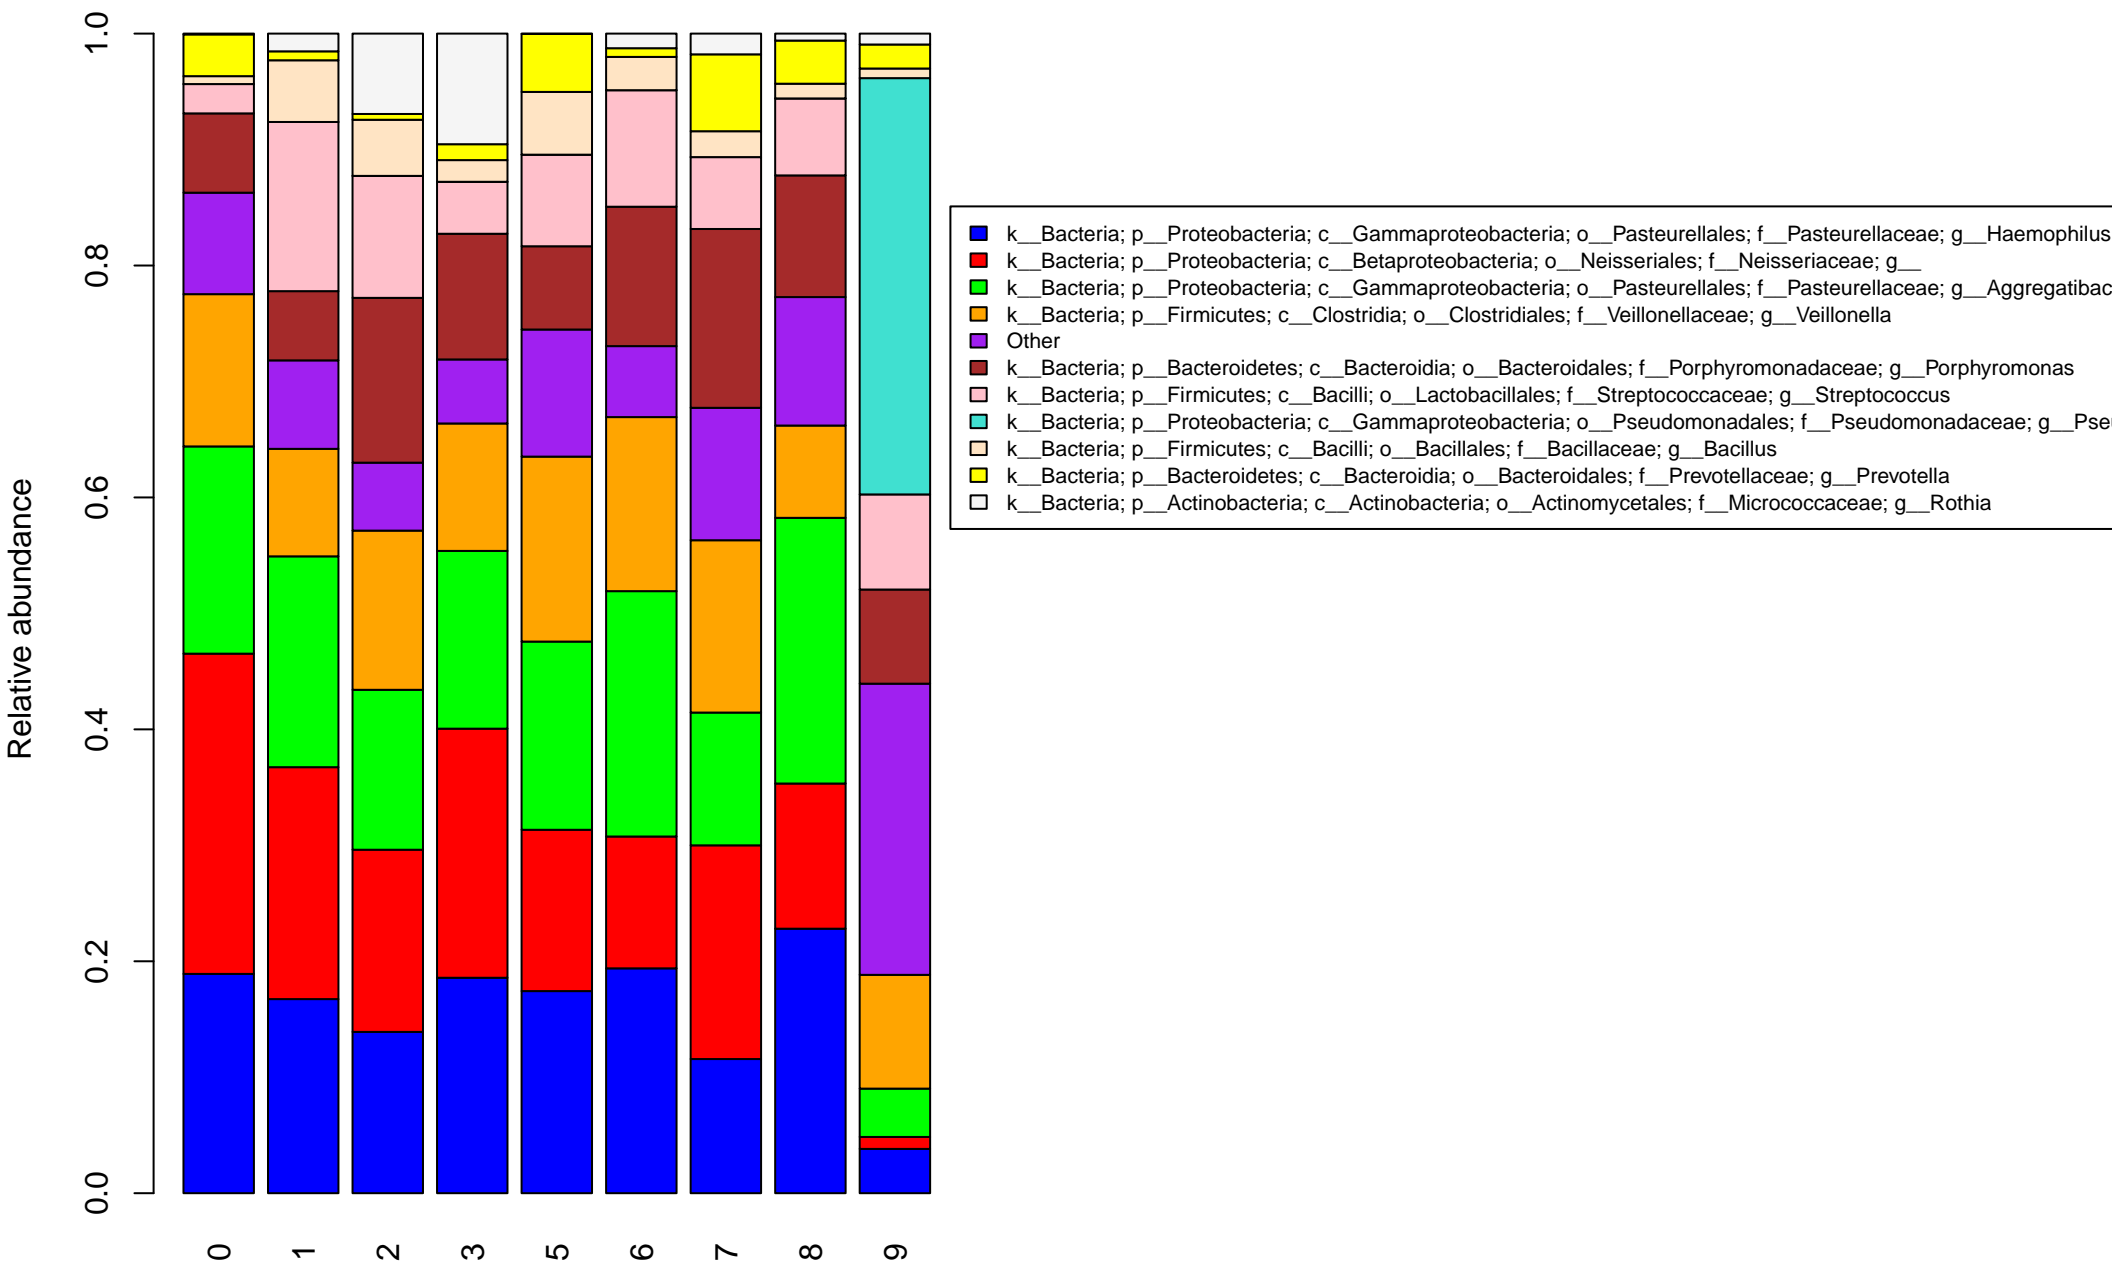 Relative abundance
1.0
0.8
0.6
0.4
0.2
0.0
0 1 2 3 5 6 7 8 9
k__Bacteria; p__Proteobacteria; c__Gammaproteobacteria; o__Pasteurellales; f__Pasteurellaceae; g__Haemophilus
k__Bacteria; p__Proteobacteria; c__Betaproteobacteria; o__Neisseriales; f__Neisseriaceae; g__
k__Bacteria; p__Proteobacteria; c__Gammaproteobacteria; o__Pasteurellales; f__Pasteurellaceae; g__Aggregatibac
k__Bacteria; p__Firmicutes; c__Clostridia; o__Clostridiales; f__Veillonellaceae; g__Veillonella
Other
k__Bacteria; p__Bacteroidetes; c__Bacteroidia; o__Bacteroidales; f__Porphyromonadaceae; g__Porphyromonas
k__Bacteria; p__Firmicutes; c__Bacilli; o__Lactobacillales; f__Streptococcaceae; g__Streptococcus
k__Bacteria; p__Proteobacteria; c__Gammaproteobacteria; o__Pseudomonadales; f__Pseudomonadaceae; g__Pseu
k__Bacteria; p__Firmicutes; c__Bacilli; o__Bacillales; f__Bacillaceae; g__Bacillus
k__Bacteria; p__Bacteroidetes; c__Bacteroidia; o__Bacteroidales; f__Prevotellaceae; g__Prevotella
k__Bacteria; p__Actinobacteria; c__Actinobacteria; o__Actinomycetales; f__Micrococcaceae; g__Rothia